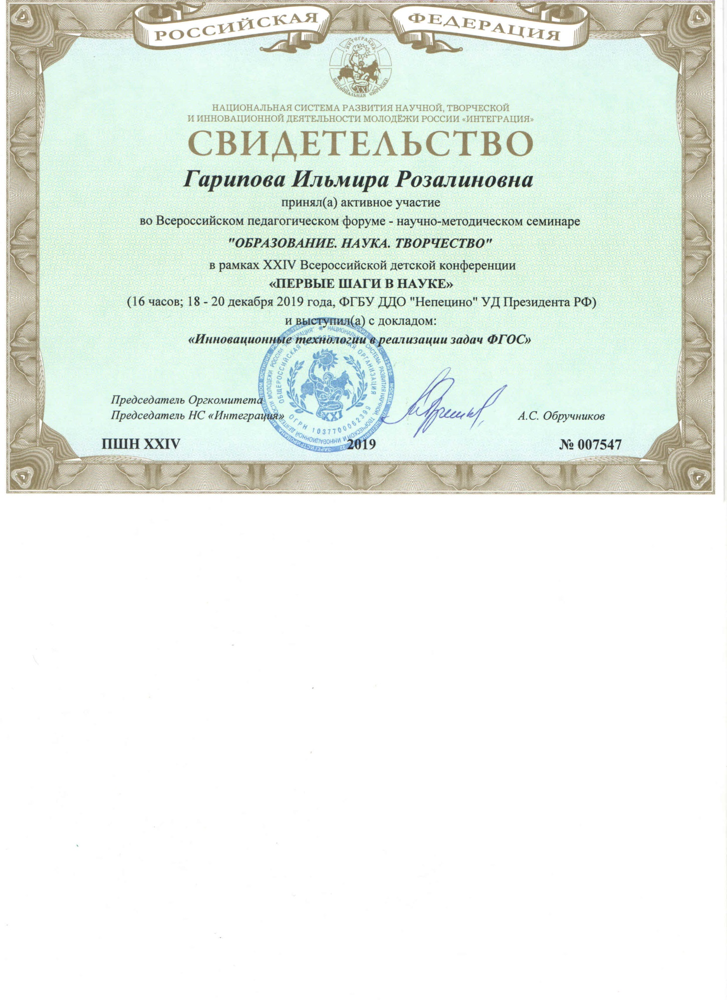 РОССИЙСКАЯ ФЕДЕРАЦИЯ
ИНТЕГРАЦИЯ
НАЦИОНАЛЬНАЯ СИСТЕМА
XXI
НАЦИОНАЛЬНАЯ СИСТЕМА РАЗВИТИЯ НАУЧНОЙ, ТВОРЧЕСКОЙ
И ИННОВАЦИОННОЙ ДЕЯТЕЛЬНОСТИ МОЛОДЁЖИ РОССИИ «ИНТЕГРАЦИЯ»
СВИДЕТЕЛЬСТВО
Гарипова Ильмира Розалиновна
принял(а) активное участие
во Всероссийском педагогическом форуме - научно-методическом семинаре
"ОБРАЗОВАНИЕ. НАУКА. ТВОРЧЕСТВО"
в рамках XXIV Всероссийской детской конференции
«ПЕРВЫЕ ШАГИ В НАУКЕ»
(16 часов; 18 - 20 декабря 2019 года, ФГБУ ДДО "Непецино" УД Президента РФ)
и выступил(а) с докладом:
«Инновационные технологии в реализации задач ФГОС»
НАЦИОНАЛЬНАЯ СИСТЕМА РАЗВИТИЯ НАУЧНОЙ, ТВОРЧЕСКОЙ И ИННОВАЦИОННОЙ ДЕЯТЕЛЬНОСТИ МОЛОДЕЖИ РОССИИ "ИНТЕГРАЦИЯ"
ОБЩЕРОССИЙСКАЯ ОБЩЕСТВЕННАЯ ОРГАНИЗАЦИЯ
ОГРН 1037700062399
XXI
Председатель Оргкомитета
Председатель НС «Интеграция»
А.С. Обручников
ПШН XXIV 2019 № 007547